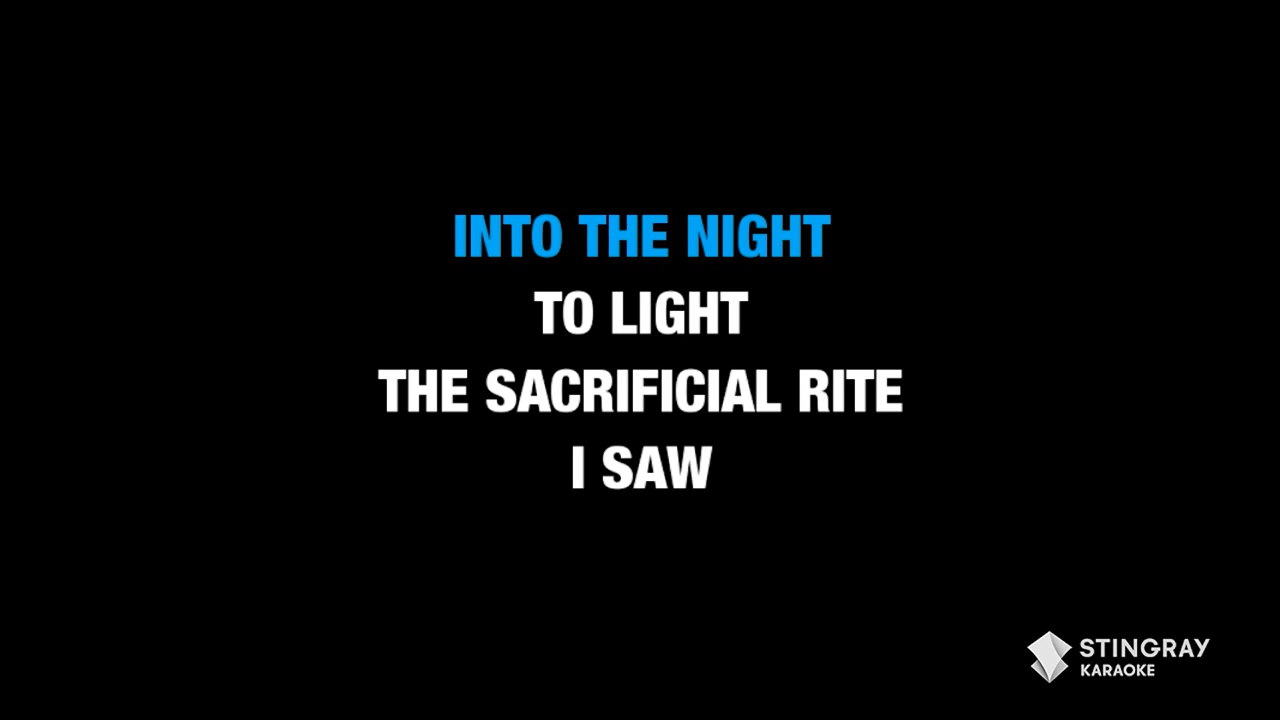 INTO THE NIGHT
TO LIGHT
THE SACRIFICIAL RITE
I SAW
STINGRAY
KARAOKE